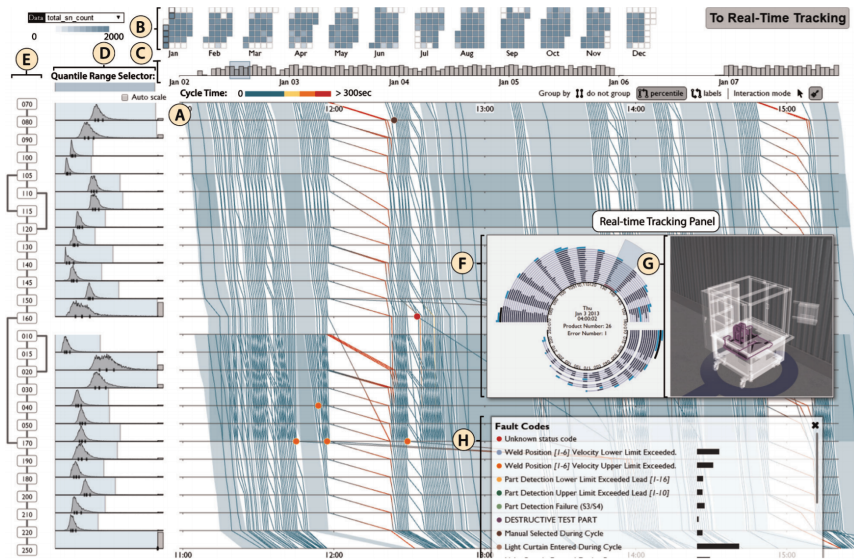 Data total_sn_count
0 2000
B
To Real-Time Tracking
Jan Feb Mar Apr May Jun Jul Aug Sep Oct Nov Dec
E
D
C
Quantile Range Selector:
Jan 02 Jan 03 Jan 04 Jan 05 Jan 06 Jan 07
Auto scale
Cycle Time: 0 > 300sec
Group by do not group percentile labels Interaction mode
A
12:00 13:00 14:00 15:00
070
080
090
100
105
110
115
120
130
140
145
150
160
010
015
020
030
040
050
170
190
180
200
210
220
250
Real-time Tracking Panel
F
G
Thu
Jan 3 2013
04:00:02
Product Number: 26
Error Number: 1
H
Fault Codes
Unknown status code
Weld Position [1-6] Velocity Lower Limit Exceeded.
Weld Position [1-6] Velocity Upper Limit Exceeded.
Part Detection Lower Limit Exceeded Lead [1-16]
Part Detection Upper Limit Exceeded Lead [1-10]
Part Detection Failure (S3/S4)
DESTRUCTIVE TEST PART
Manual Selected During Cycle
Light Curtain Entered During Cycle
11:00 12:00 13:00 14:00 15:00